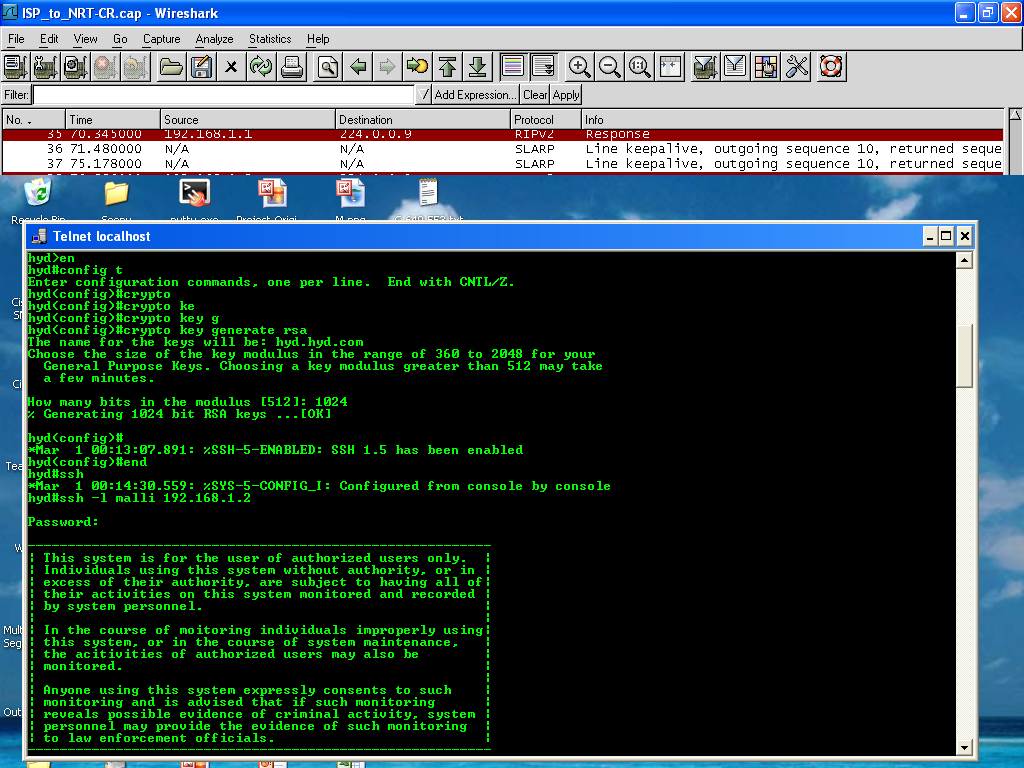 ISP_to_NRT-CR.cap - Wireshark
File Edit View Go Capture Analyze Statistics Help
Filter: Add Expression... Clear Apply
No. . Time Source Destination Protocol Info
35 70.345000 192.168.1.1 224.0.0.9 RIPv2 Response
36 71.480000 N/A N/A SLARP Line keepalive, outgoing sequence 10, returned seque
37 75.178000 N/A N/A SLARP Line keepalive, outgoing sequence 10, returned seque
Recycle Bin putty.exe Project Origi...
Telnet localhost
hyd>en
hyd#config t
Enter configuration commands, one per line.  End with CNTL/Z.
hyd(config)#crypto
hyd(config)#crypto ke
hyd(config)#crypto key g
hyd(config)#crypto key generate rsa
The name for the keys will be: hyd.hyd.com
Choose the size of the key modulus in the range of 360 to 2048 for your
General Purpose Keys. Choosing a key modulus greater than 512 may take
a few minutes.
How many bits in the modulus [512]: 1024
% Generating 1024 bit RSA keys ...[OK]
hyd(config)#
*Mar  1 00:13:07.891: %SSH-5-ENABLED: SSH 1.5 has been enabled
hyd(config)#end
hyd#ssh
*Mar  1 00:14:30.559: %SYS-5-CONFIG_I: Configured from console by console
hyd#ssh -l malli 192.168.1.2
Password:
This system is for the user of authorized users only.
Individuals using this system without authority, or in
excess of their authority, are subject to having all of
their activities on this system monitored and recorded
by system personnel.
In the course of moitoring individuals improperly using
this system, or in the course of system maintenance,
the acitivities of authorized users may also be
monitored.
Anyone using this system expressly consents to such
monitoring and is advised that if such monitoring
reveals possible evidence of criminal activity, system
personnel may provide the evidence of such monitoring
to law enforcement officials.